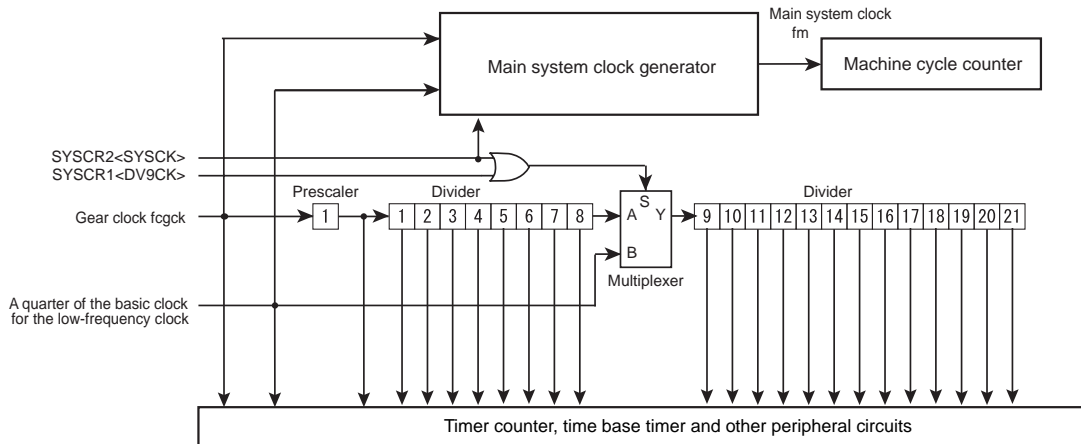 Main system clock
fm
Main system clock generator
Machine cycle counter
SYSCR2<SYSCK>
SYSCR1<DV9CK>
Prescaler
Divider
S
Divider
Gear clock fcgck
1
1 2 3 4 5 6 7 8
A
Y
9 10 11 12 13 14 15 16 17 18 19 20 21
B
Multiplexer
A quarter of the basic clock
for the low-frequency clock
Timer counter, time base timer and other peripheral circuits